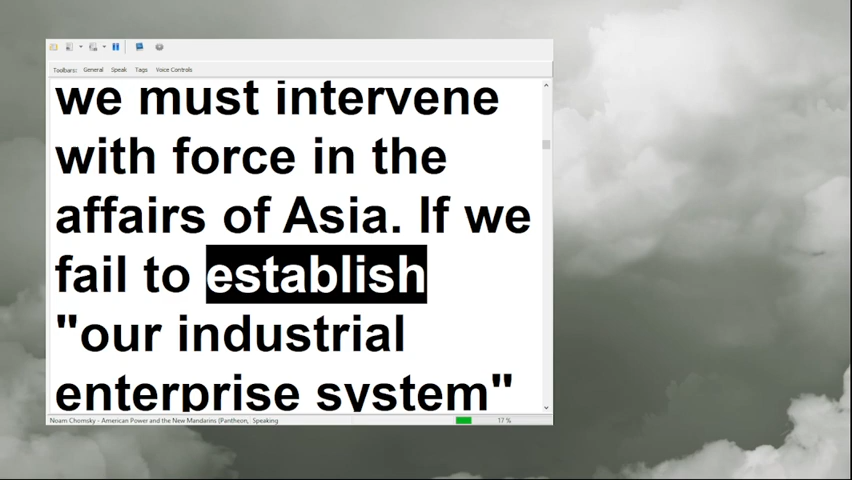 Toolbars: General Speak Tags Voice Controls
we must intervene
with force in the
affairs of Asia. If we
fail to establish
"our industrial
enterprise system"
Noam Chomsky - American Power and the New Mandarins (Pantheon, Speaking 17 %